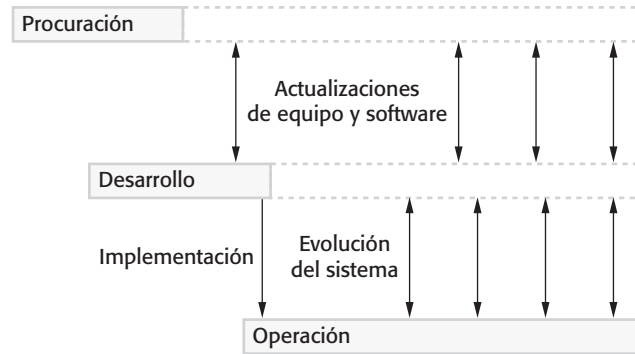 Procuración
Actualizaciones
de equipo y software
Desarrollo
Implementación
Evolución
del sistema
Operación